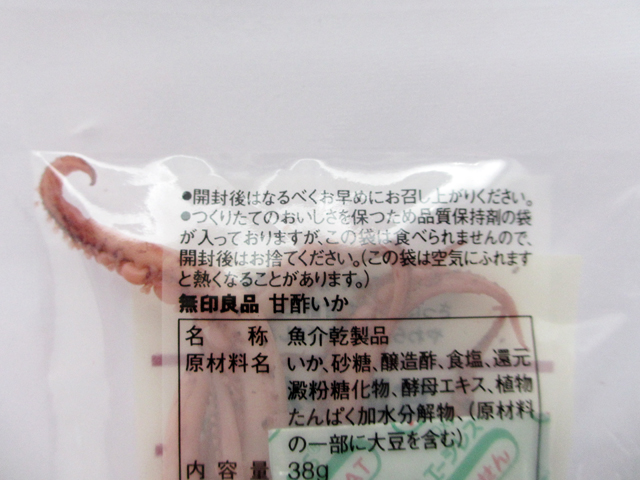 ●開封後はなるべくお早めにお召し上がりください。
●つくりたてのおいしさを保つため品質保持剤の袋
が入っておりますが、この袋は食べられませんので、
開封後はお捨てください。(この袋は空気にふれます
と熱くなることがあります。)
無印良品 甘酢いか
名 称 魚介乾製品
原材料名 いか、砂糖、醸造酢、食塩、還元
澱粉糖化物、酵母エキス、植物
たんぱく加水分解物、(原材料
の一部に大豆を含む)
内容量 38g